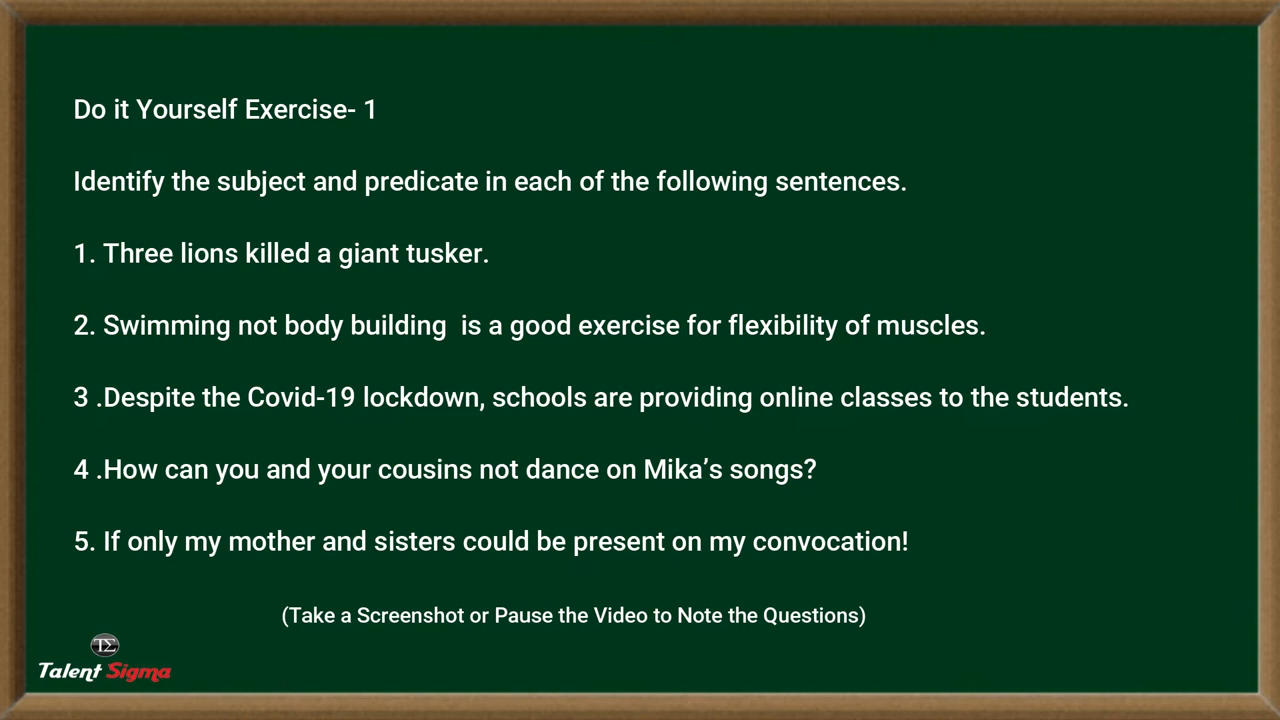 Do it Yourself Exercise- 1
Identify the subject and predicate in each of the following sentences.
1. Three lions killed a giant tusker.
2. Swimming not body building  is a good exercise for flexibility of muscles.
3 .Despite the Covid-19 lockdown, schools are providing online classes to the students.
4 .How can you and your cousins not dance on Mika’s songs?
5. If only my mother and sisters could be present on my convocation!
(Take a Screenshot or Pause the Video to Note the Questions)
TΣ
Talent Sigma